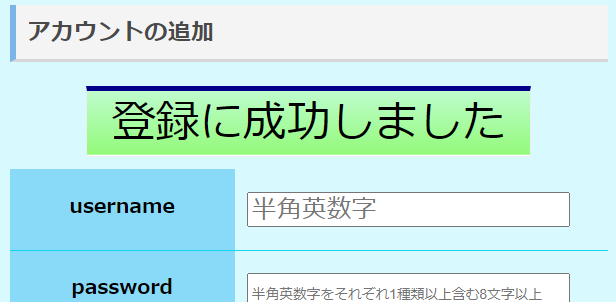 アカウントの追加
登録に成功しました
username
半角英数字
password
半角英数字をそれぞれ1種類以上含む8文字以上